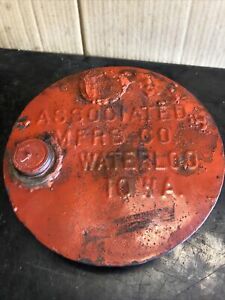 ASSOCIATED
MFRS CO
WATERLOO
IOWA